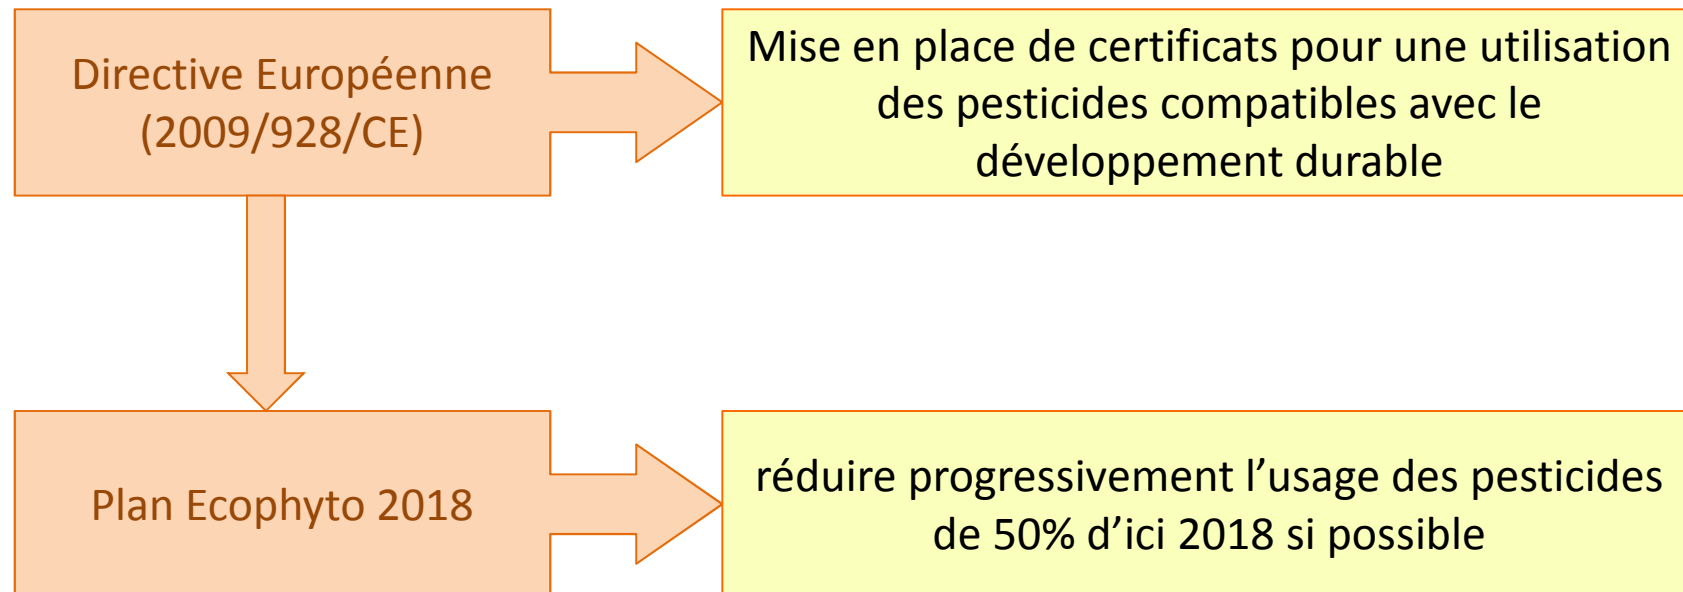 Directive Européenne
(2009/928/CE)
Mise en place de certificats pour une utilisation
des pesticides compatibles avec le
développement durable
Plan Ecophyto 2018
réduire progressivement l’usage des pesticides
de 50% d’ici 2018 si possible